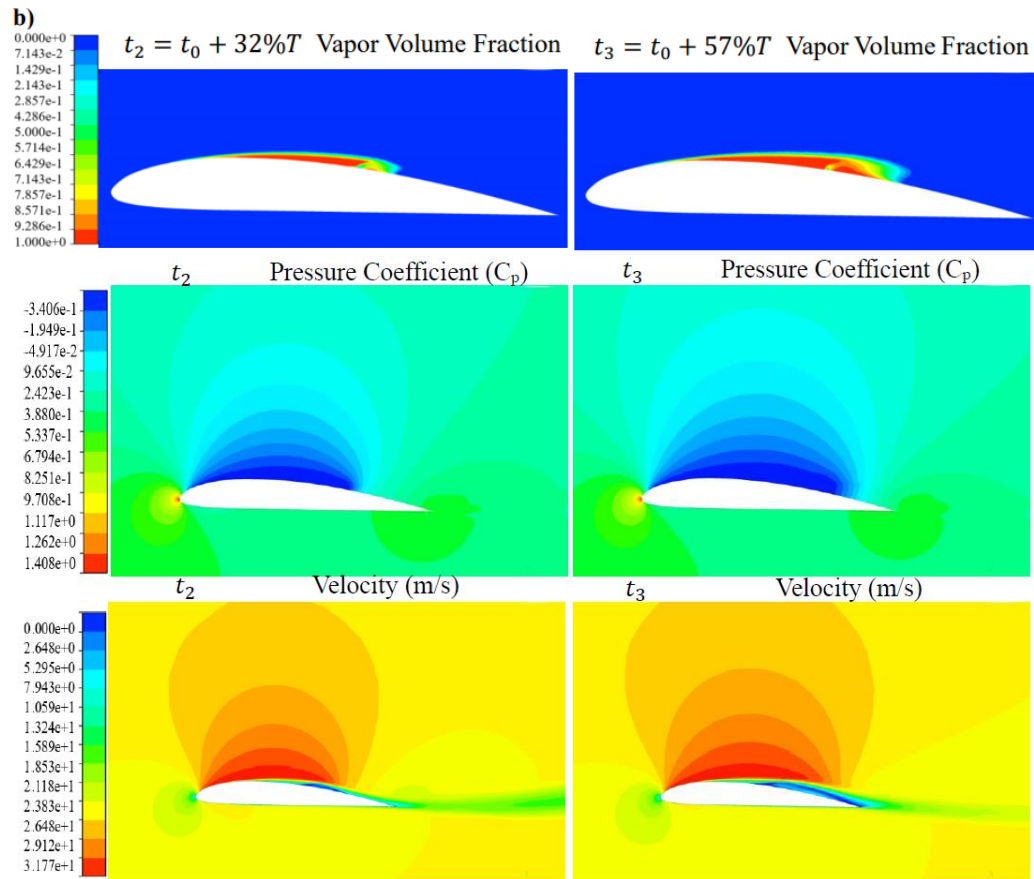 b)
t₂ = t₀ + 32%T Vapor Volume Fraction
t₃ = t₀ + 57%T Vapor Volume Fraction
0.000e+0
7.143e-2
1.429e-1
2.143e-1
2.857e-1
4.286e-1
5.000e-1
5.714e-1
6.429e-1
7.143e-1
7.857e-1
8.571e-1
9.286e-1
1.000e+0
t₂ Pressure Coefficient (Cₚ)
t₃ Pressure Coefficient (Cₚ)
-3.406e-1
-1.949e-1
-4.917e-2
9.655e-2
2.423e-1
3.880e-1
5.337e-1
6.794e-1
8.251e-1
9.708e-1
1.117e+0
1.262e+0
1.408e+0
t₂ Velocity (m/s)
t₃ Velocity (m/s)
0.000e+0
2.648e+0
5.295e+0
7.943e+0
1.059e+1
1.324e+1
1.589e+1
1.853e+1
2.118e+1
2.383e+1
2.648e+1
2.912e+1
3.177e+1